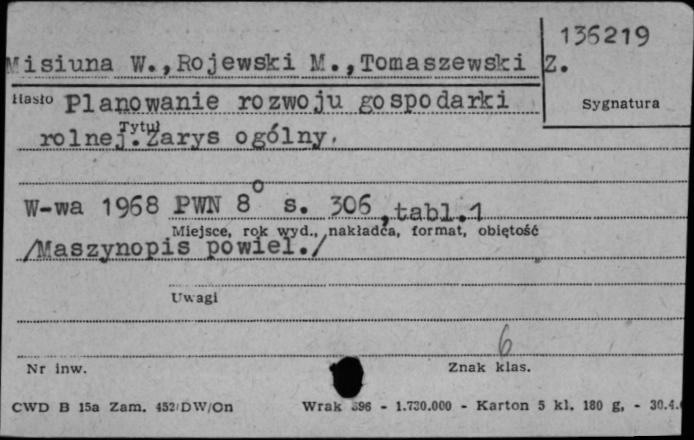 136219
Misiuna W., Rojewski M., Tomaszewski Z.
Hasło Planowanie rozwoju gospodarki
Sygnatura
Tytuł
rolnej. Zarys ogólny.
W-wa 1968 PWN 8° s. 306, tabl. 1
Miejsce, rok wyd., nakładca, format, objętość
/Maszynopis powiel./
Uwagi
6
Nr inw.
Znak klas.
CWD B 15a Zam. 452/DW/On Wrak 396 - 1.730.000 - Karton 5 kl. 180 g. - 30.4.